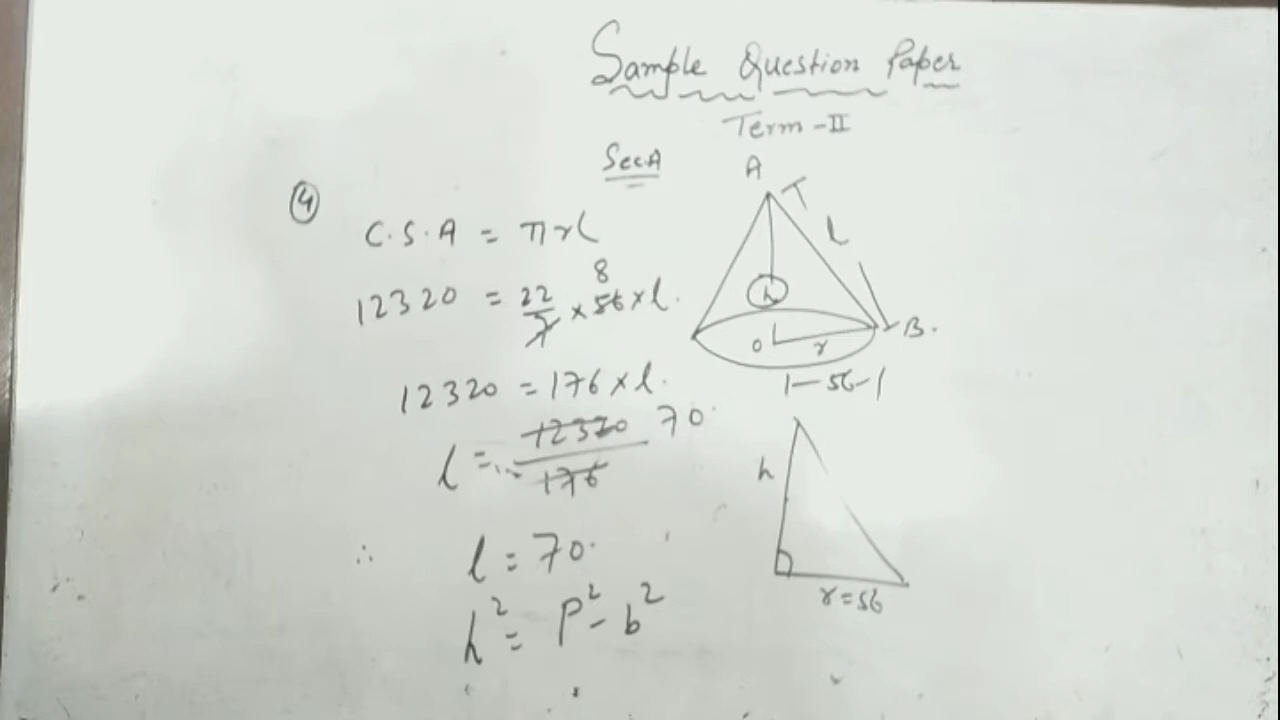 Sample Question Paper
Term -II
Sec A
④
C.S.A = πrl
12320 = 22/7 × 56 × l.
8
12320 = 176 × l.
l = 12320/176 70.
∴ l = 70.
h² = P² - b²
A
l
h
O
r
B.
56
h
r = 56